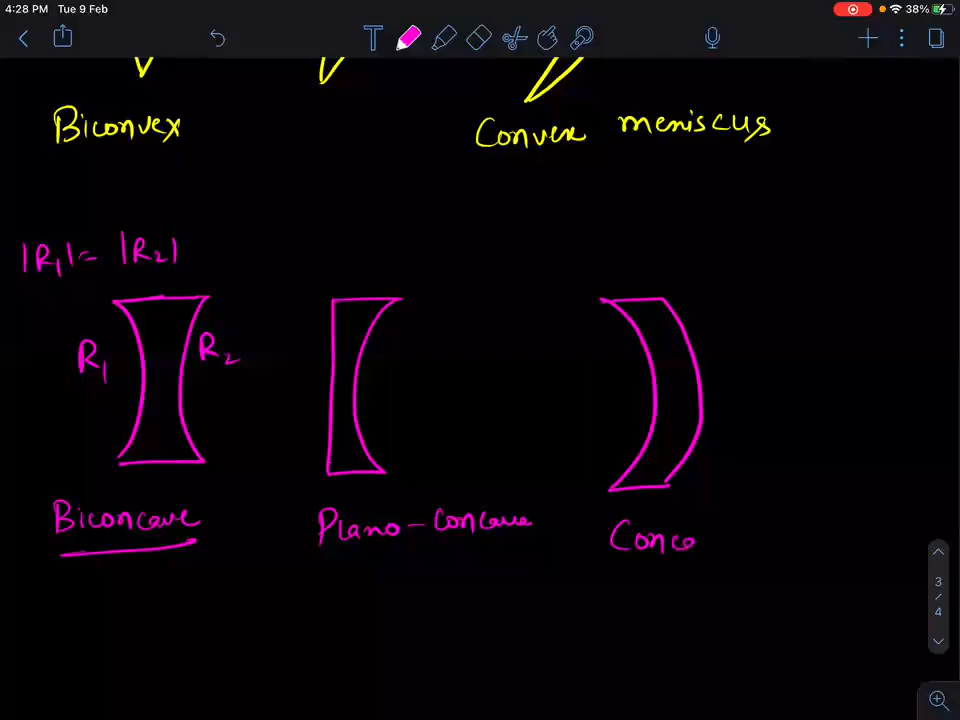 4:28 PM Tue 9 Feb
38%
T
Biconvex
Convex meniscus
|R1| = |R2|
R1
R2
Biconcave
Plano-concave
Conca
3
/
4